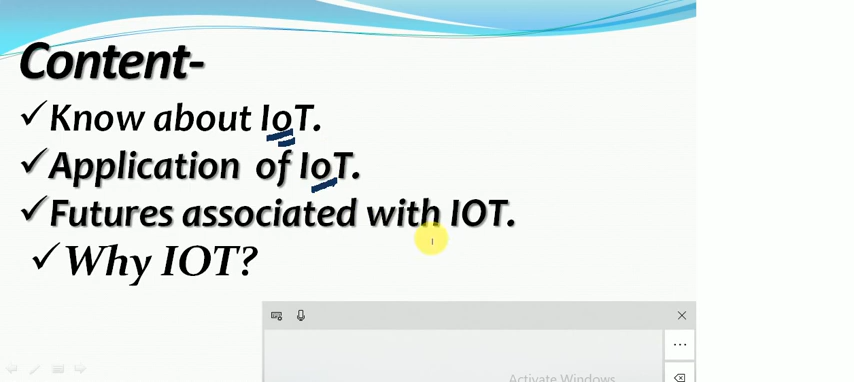 Content-
✓Know about IoT.
✓Application of IoT.
✓Futures associated with IOT.
✓Why IOT?
Activate Windows